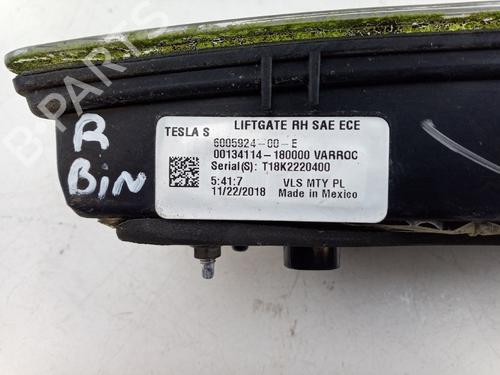 LIFTGATE RH SAE ECE
TESLA S
6005924-00-E
00134114-180000 VARROC
Serial(S): T18K2220400
5:41:7
VLS MTY PL
11/22/2018
Made in Mexico
R
BiN
B-PARTS